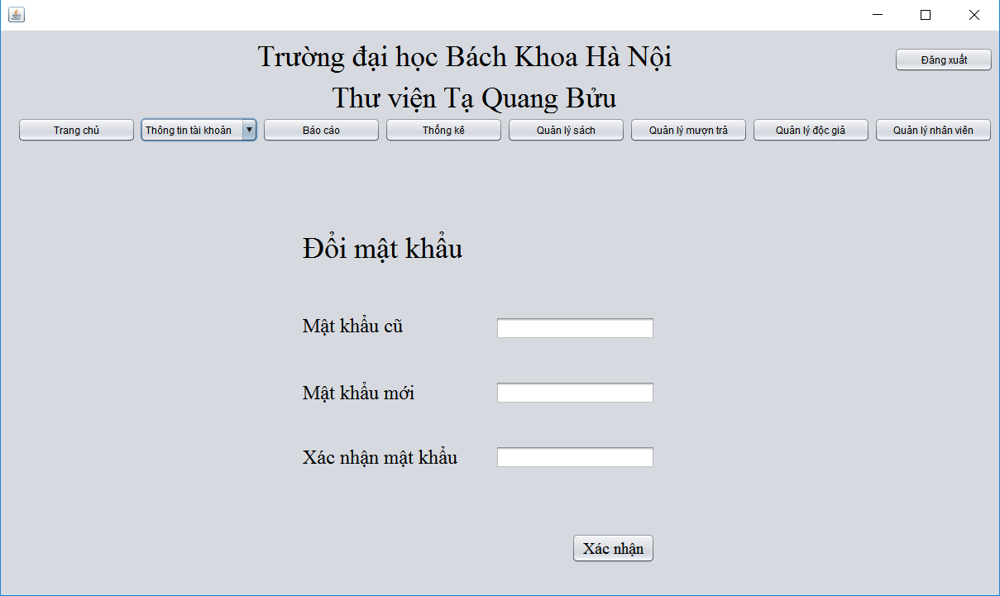 Trường đại học Bách Khoa Hà Nội
Đăng xuất
Thư viện Tạ Quang Bửu
Trang chủ Thông tin tài khoản Báo cáo Thống kê Quản lý sách Quản lý mượn trả Quản lý độc giả Quản lý nhân viên
Đổi mật khẩu
Mật khẩu cũ
Mật khẩu mới
Xác nhận mật khẩu
Xác nhận